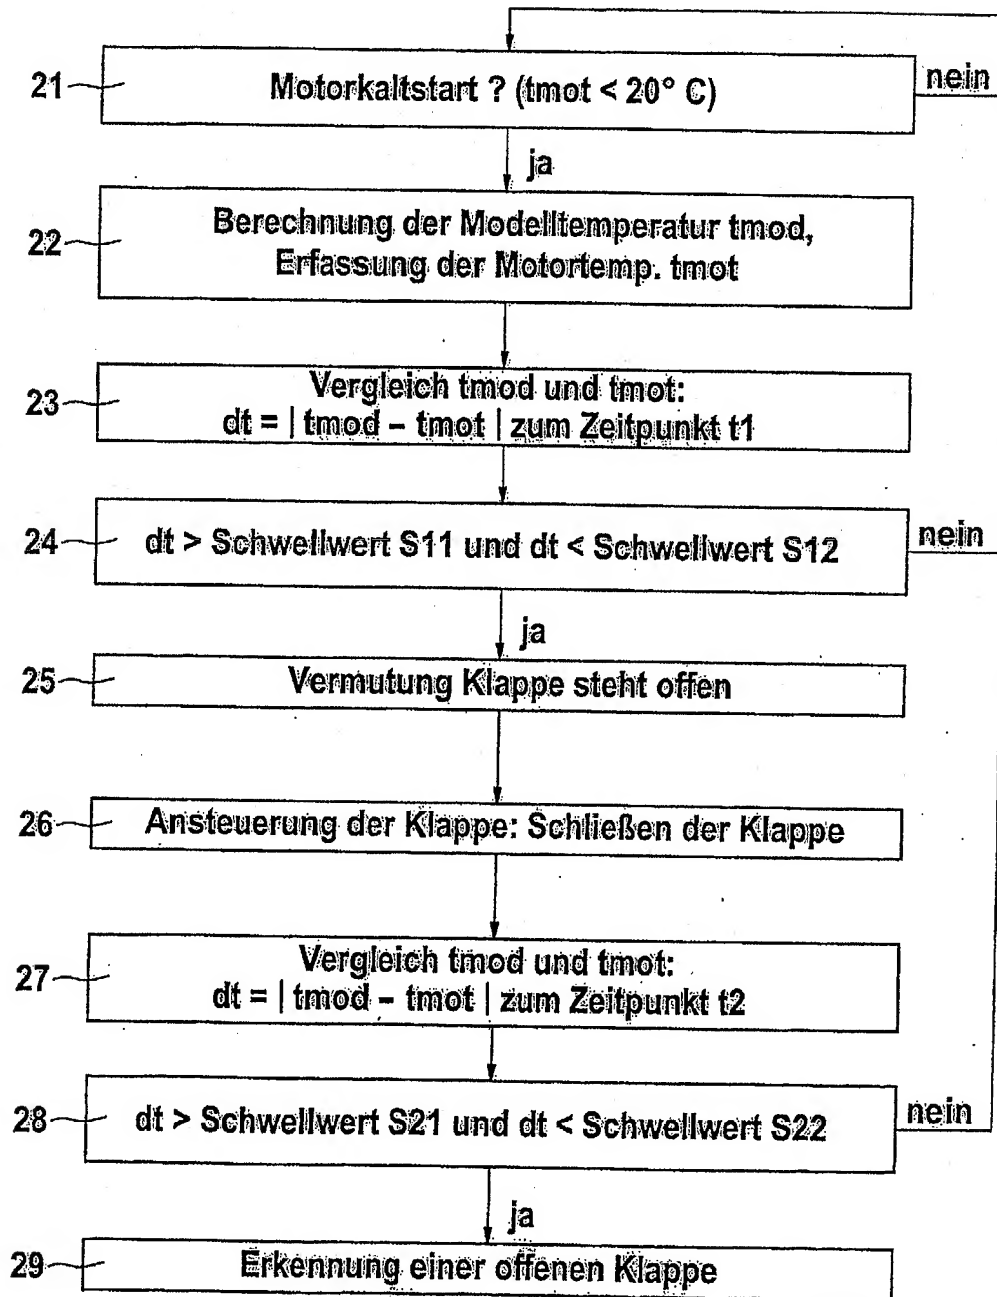 21 Motorkaltstart ? (tmot < 20° C) nein
ja
22 Berechnung der Modelltemperatur tmod,
Erfassung der Motortemp. tmot
23 Vergleich tmod und tmot:
dt = | tmod – tmot | zum Zeitpunkt t1
24 dt > Schwellwert S11 und dt < Schwellwert S12 nein
ja
25 Vermutung Klappe steht offen
26 Ansteuerung der Klappe: Schließen der Klappe
27 Vergleich tmod und tmot:
dt = | tmod – tmot | zum Zeitpunkt t2
28 dt > Schwellwert S21 und dt < Schwellwert S22 nein
ja
29 Erkennung einer offenen Klappe